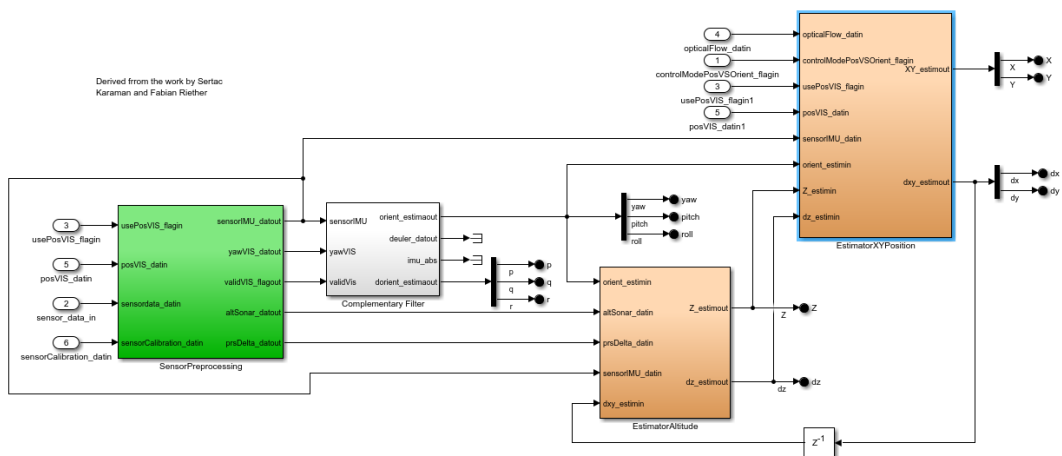 4
opticalFlow_datin
1
controlModePosVSOrient_flagin
3
usePosVIS_flagin1
5
posVIS_datin1
opticalFlow_datin
controlModePosVSOrient_flagin
usePosVIS_flagin
posVIS_datin
sensorIMU_datin
orient_estimin
Z_estimin
dz_estimin
XY_estimout
dxy_estimout
EstimatorXYPosition
X
Y
X
Y
dx
dy
dx
dy
Derived frrom the work by Sertac
Karaman and Fabian Riether
3
usePosVIS_flagin
5
posVIS_datin
2
sensor_data_in
6
sensorCalibration_datin
usePosVIS_flagin
posVIS_datin
sensordata_datin
sensorCalibration_datin
sensorIMU_datout
yawVIS_datout
validVIS_flagout
altSonar_datout
prsDelta_datout
SensorPreprocessing
sensorIMU
yawVIS
validVis
orient_estimaout
deuler_datout
imu_abs
dorient_estimaout
Complementary Filter
yaw
pitch
roll
yaw
pitch
roll
p
q
r
p
q
r
orient_estimin
altSonar_datin
prsDelta_datin
sensorIMU_datin
dxy_estimin
Z_estimout
dz_estimout
EstimatorAltitude
Z
Z
dz
dz
Z-1